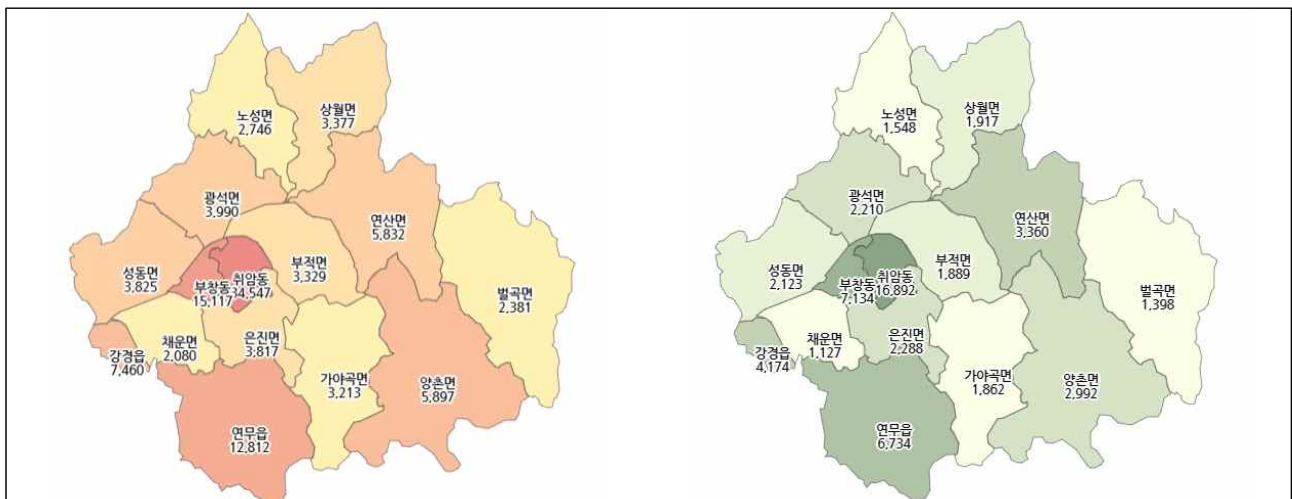 노성면
2,746
상월면
3,377
광석면
3,990
연산면
5,832
성동면
3,825
부창동
15,117
취암동
34,547
부적면
3,329
벌곡면
2,381
강경읍
7,460
채운면
2,080
은진면
3,817
가야곡면
3,213
양촌면
5,897
연무읍
12,812
노성면
1,548
상월면
1,917
광석면
2,210
연산면
3,360
성동면
2,123
부창동
7,134
취암동
16,892
부적면
1,889
벌곡면
1,398
강경읍
4,174
채운면
1,127
은진면
2,288
가야곡면
1,862
양촌면
2,992
연무읍
6,734